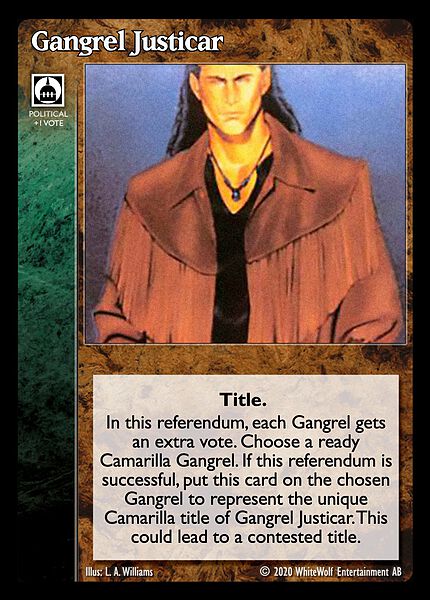 Gangrel Justicar
POLITICAL
+1 VOTE
Title.
In this referendum, each Gangrel gets
an extra vote. Choose a ready
Camarilla Gangrel. If this referendum is
successful, put this card on the chosen
Gangrel to represent the unique
Camarilla title of Gangrel Justicar. This
could lead to a contested title.
Illus: L. A. Williams
© 2020 WhiteWolf Entertainment AB